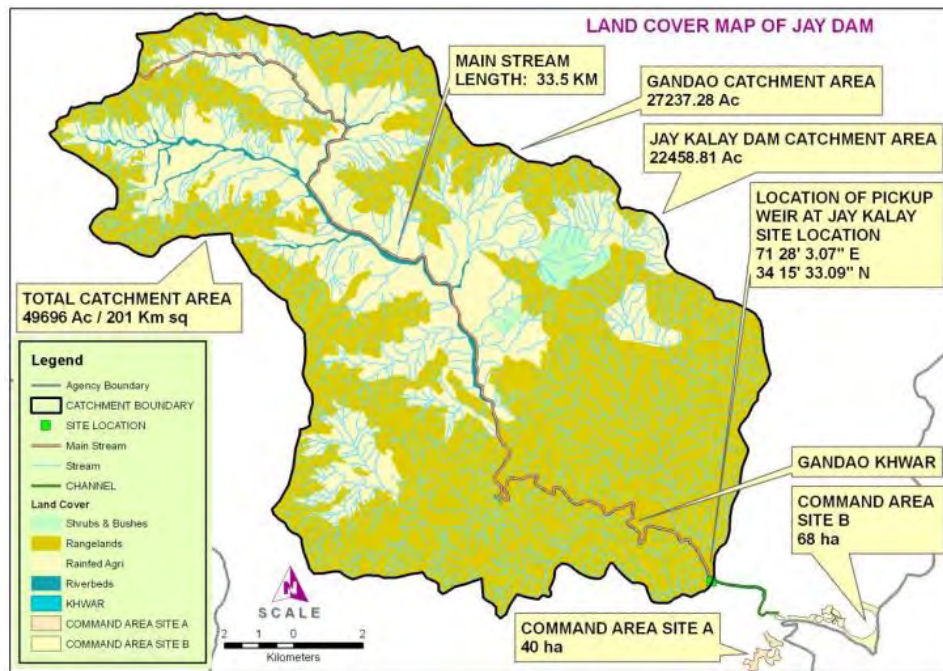 LAND COVER MAP OF JAY DAM
MAIN STREAM
LENGTH: 33.5 KM
GANDAO CATCHMENT AREA
27237.28 Ac
JAY KALAY DAM CATCHMENT AREA
22458.81 Ac
LOCATION OF PICKUP
WEIR AT JAY KALAY
SITE LOCATION
71 28' 3.07" E
34 15' 33.09" N
TOTAL CATCHMENT AREA
49696 Ac / 201 Km sq
Legend
Agency Boundary
CATCHMENT BOUNDARY
SITE LOCATION
Main Stream
Stream
CHANNEL
Land Cover
Shrubs & Bushes
Rangelands
Rainfed Agri
Riverbeds
KHWAR
COMMAND AREA SITE A
COMMAND AREA SITE B
GANDAO KHWAR
COMMAND AREA
SITE B
68 ha
COMMAND AREA SITE A
40 ha
N
SCALE
2 1 0 2
Kilometers